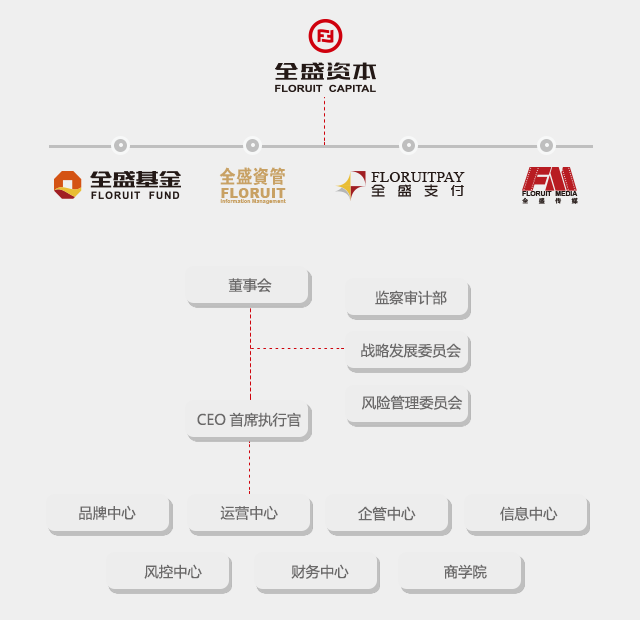 全盛资本
FLORUIT CAPITAL
全盛基金
FLORUIT FUND
全盛資管
FLORUIT
Information Management
FLORUITPAY
全盛支付
FM
FLORUIT MEDIA
全盛传媒
董事会
监察审计部
战略发展委员会
风险管理委员会
CEO 首席执行官
品牌中心
运营中心
企管中心
信息中心
风控中心
财务中心
商学院